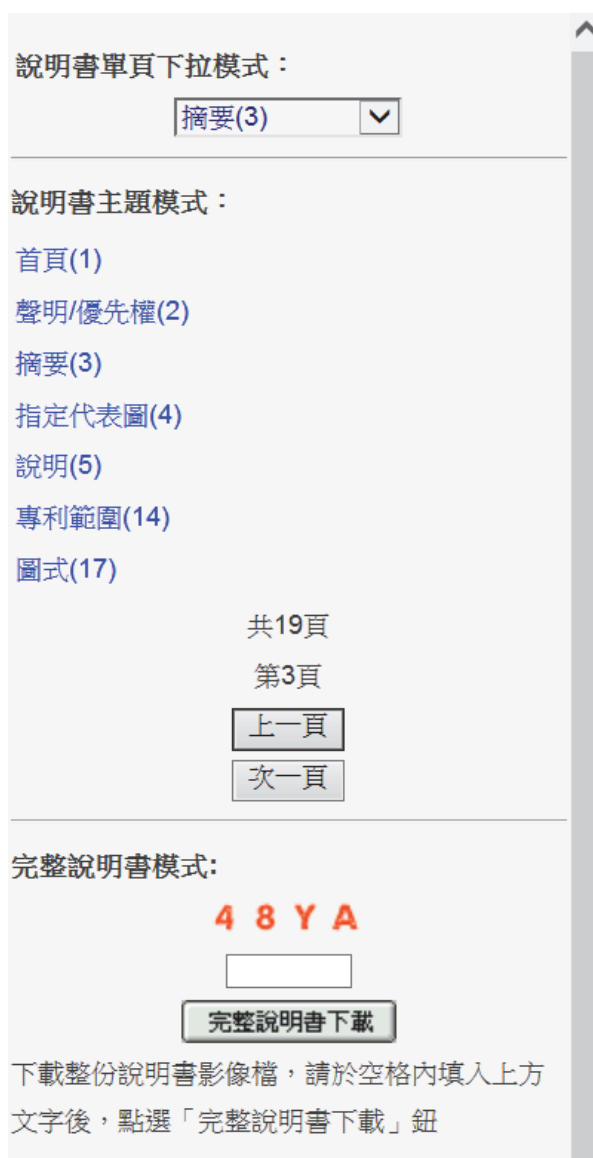 說明書單頁下拉模式：
摘要(3)
說明書主題模式：
首頁(1)
聲明/優先權(2)
摘要(3)
指定代表圖(4)
說明(5)
專利範圍(14)
圖式(17)
共19頁
第3頁
上一頁
次一頁
完整說明書模式:
4 8 Y A
完整說明書下載
下載整份說明書影像檔，請於空格內填入上方
文字後，點選「完整說明書下載」鈕